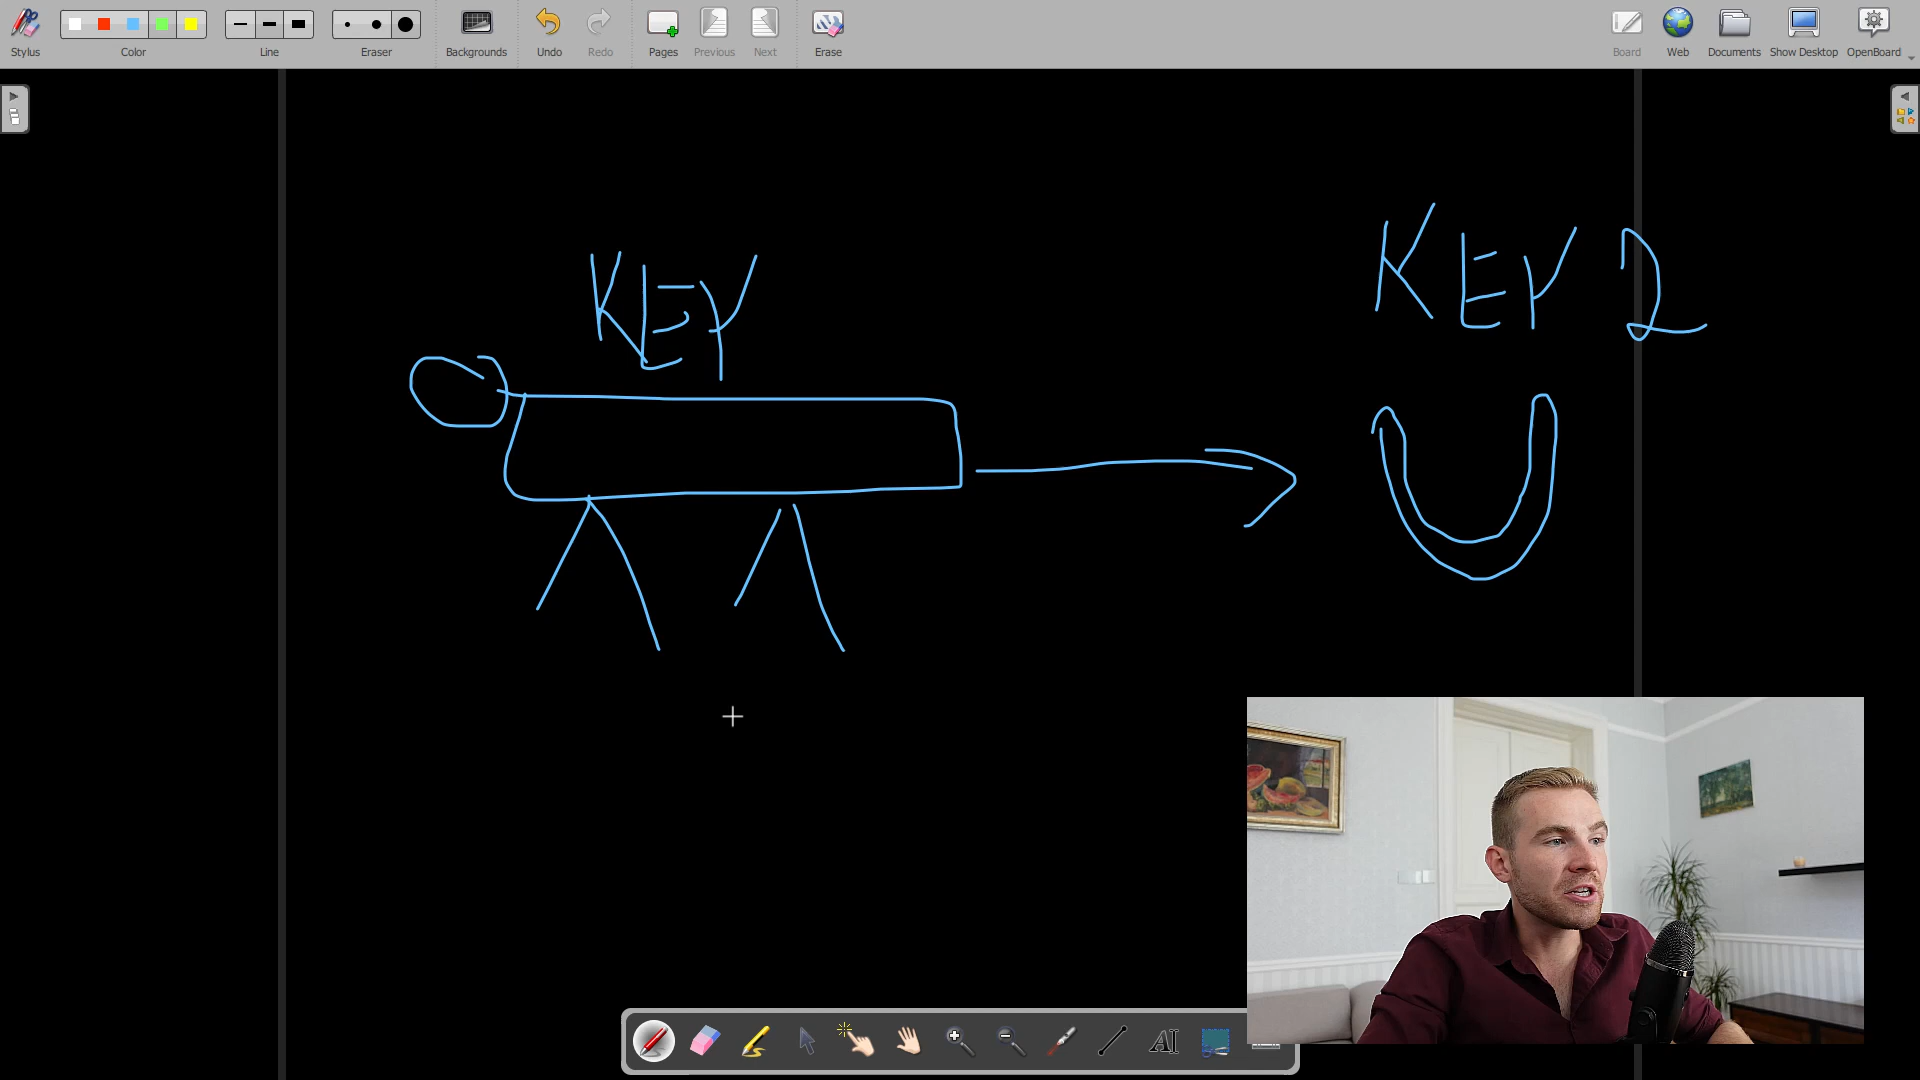 Stylus
Color
Line
Eraser
Backgrounds
Undo
Redo
Pages
Previous
Next
Erase
Board
Web
Documents
Show Desktop
OpenBoard
KEY
KEY 2
AI